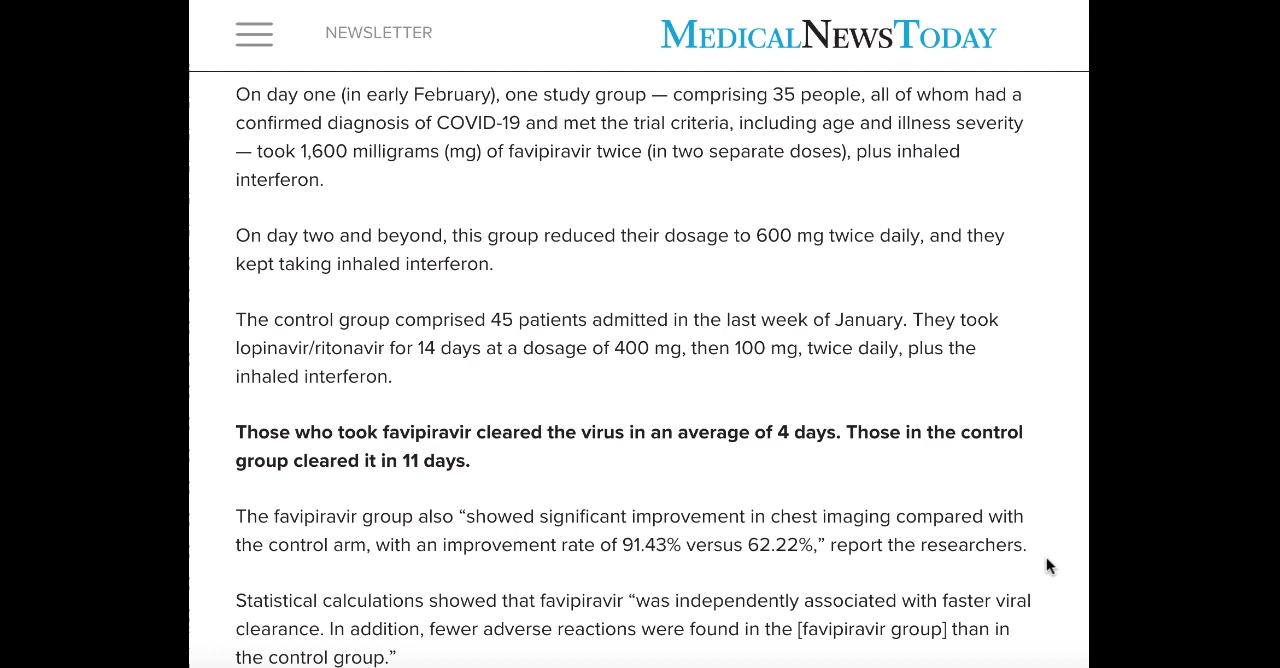 NEWSLETTER
MEDICALNEWSTODAY
On day one (in early February), one study group — comprising 35 people, all of whom had a
confirmed diagnosis of COVID-19 and met the trial criteria, including age and illness severity
— took 1,600 milligrams (mg) of favipiravir twice (in two separate doses), plus inhaled
interferon.
On day two and beyond, this group reduced their dosage to 600 mg twice daily, and they
kept taking inhaled interferon.
The control group comprised 45 patients admitted in the last week of January. They took
lopinavir/ritonavir for 14 days at a dosage of 400 mg, then 100 mg, twice daily, plus the
inhaled interferon.
Those who took favipiravir cleared the virus in an average of 4 days. Those in the control
group cleared it in 11 days.
The favipiravir group also “showed significant improvement in chest imaging compared with
the control arm, with an improvement rate of 91.43% versus 62.22%,” report the researchers.
Statistical calculations showed that favipiravir “was independently associated with faster viral
clearance. In addition, fewer adverse reactions were found in the [favipiravir group] than in
the control group.”